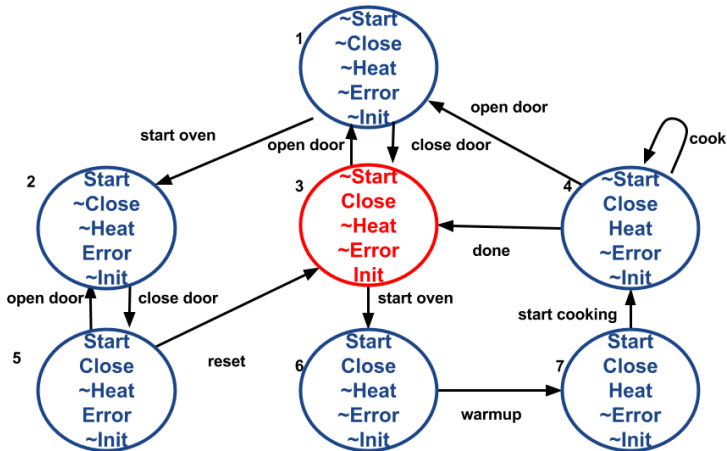 1
~Start
~Close
~Heat
~Error
~Init
open door
cook
start oven
open door
close door
2
Start
~Close
~Heat
Error
~Init
3
~Start
Close
~Heat
~Error
Init
4
~Start
Close
Heat
~Error
~Init
done
open door
close door
start oven
start cooking
reset
5
Start
Close
~Heat
Error
~Init
6
Start
Close
~Heat
~Error
~Init
warmup
7
Start
Close
Heat
~Error
~Init